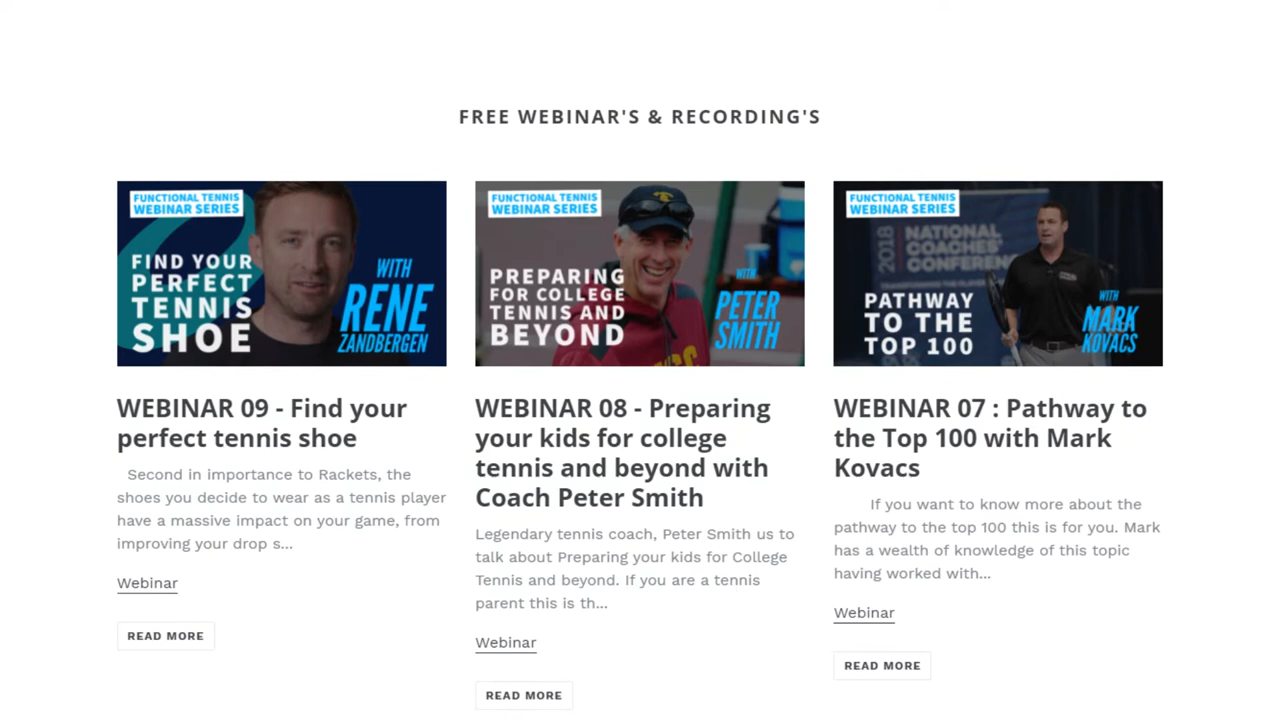 FREE WEBINAR'S & RECORDING'S
FUNCTIONAL TENNIS
WEBINAR SERIES
FIND YOUR
PERFECT
TENNIS
SHOE
WITH
RENE
ZANDBERGEN
WEBINAR 09 - Find your
perfect tennis shoe
Second in importance to Rackets, the
shoes you decide to wear as a tennis player
have a massive impact on your game, from
improving your drop s...
Webinar
READ MORE
FUNCTIONAL TENNIS
WEBINAR SERIES
PREPARING
FOR COLLEGE
TENNIS AND
BEYOND
WITH
PETER
SMITH
WEBINAR 08 - Preparing
your kids for college
tennis and beyond with
Coach Peter Smith
Legendary tennis coach, Peter Smith us to
talk about Preparing your kids for College
Tennis and beyond. If you are a tennis
parent this is th...
Webinar
READ MORE
FUNCTIONAL TENNIS
WEBINAR SERIES
2018
NATIONAL
COACHES'
CONFERENCE
PATHWAY
TO THE
TOP 100
WITH
MARK
KOVACS
WEBINAR 07 : Pathway to
the Top 100 with Mark
Kovacs
If you want to know more about the
pathway to the top 100 this is for you. Mark
has a wealth of knowledge of this topic
having worked with...
Webinar
READ MORE